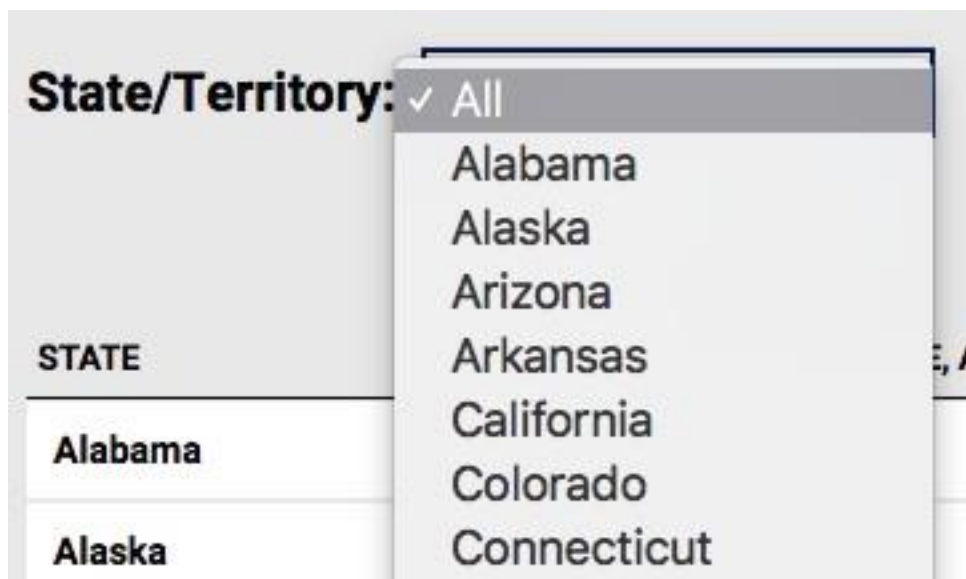 State/Territory:
✓ All
Alabama
Alaska
Arizona
Arkansas
California
Colorado
Connecticut
STATE
Alabama
Alaska